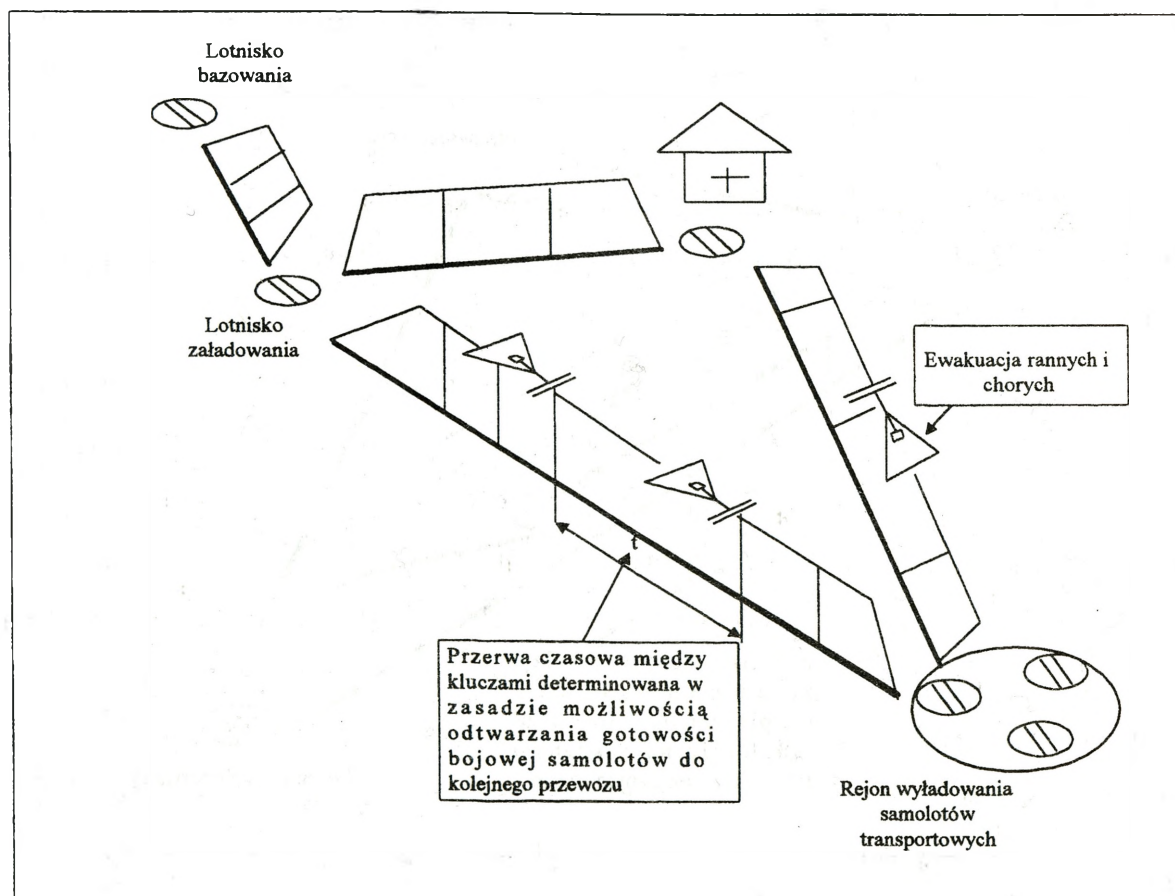 Lotnisko
bazowania
Lotnisko
załadowania
Ewakuacja rannych i
chorych
t
Przerwa czasowa między
kluczami determinowana w
zasadzie możliwością
odtwarzania gotowości
bojowej samolotów do
kolejnego przewozu
Rejon wyładowania
samolotów
transportowych